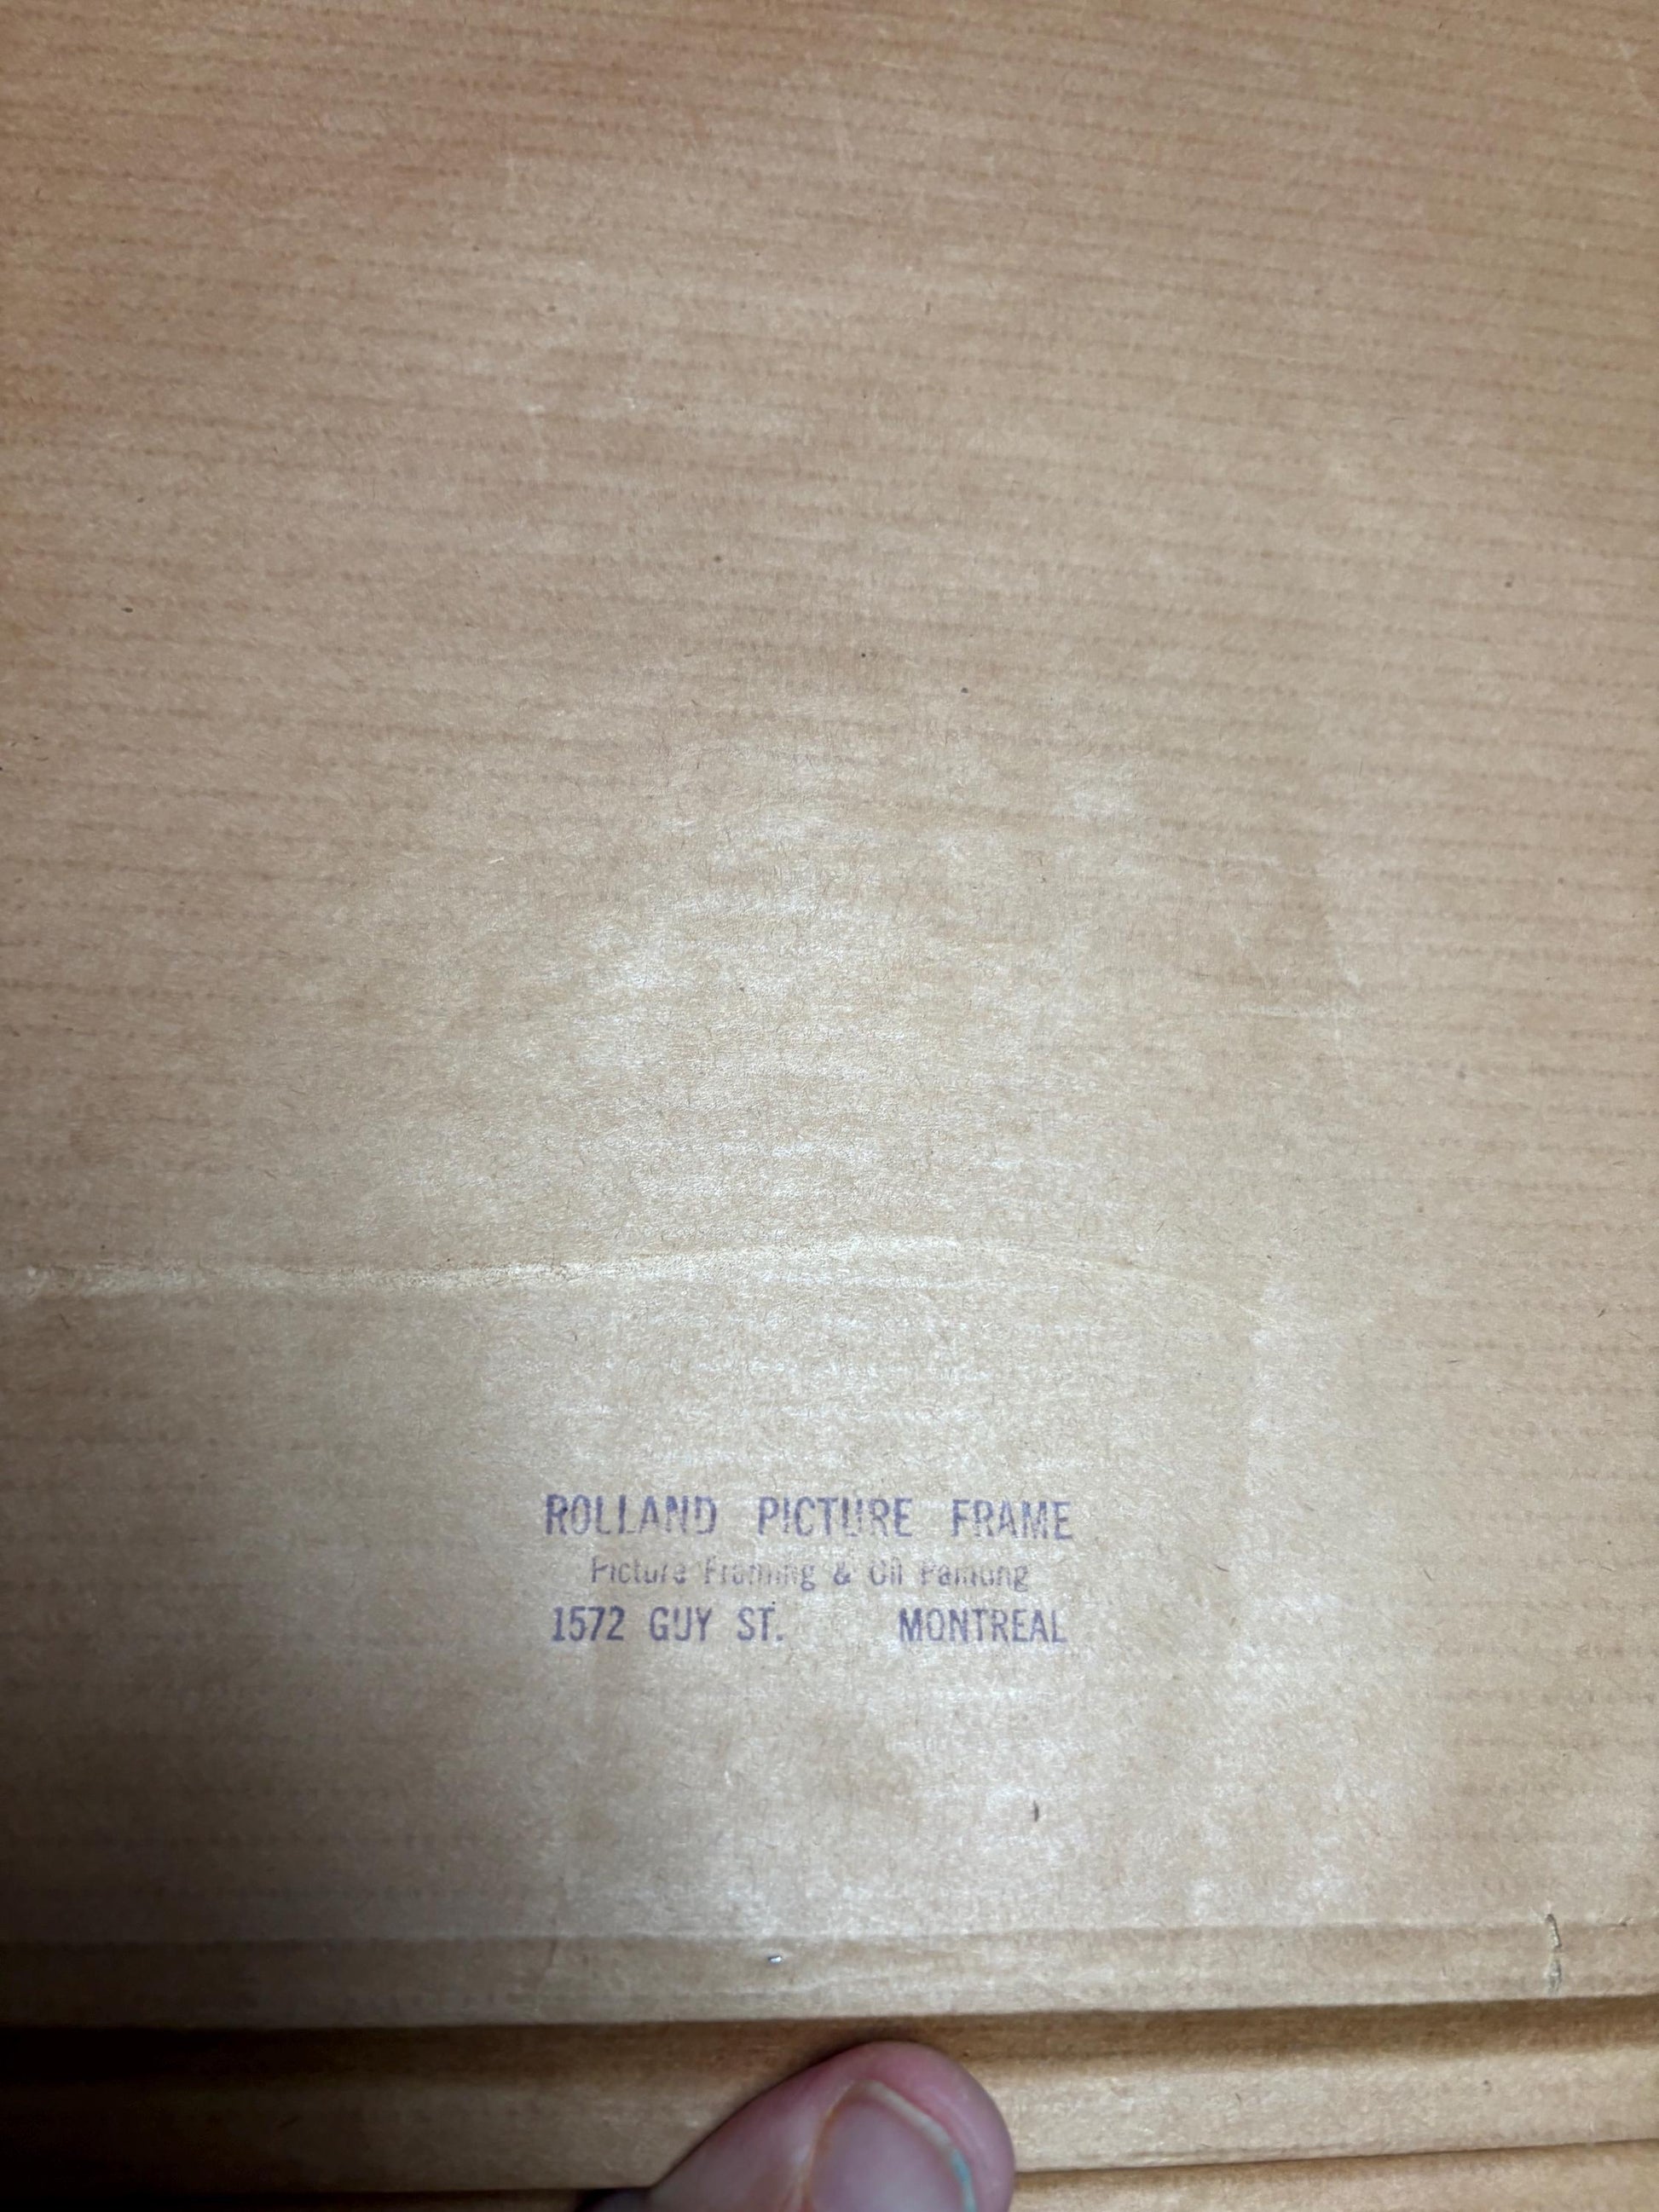 ROLLAND PICTURE FRAME
Picture Framing & Oil Painting
1572 GUY ST. MONTREAL